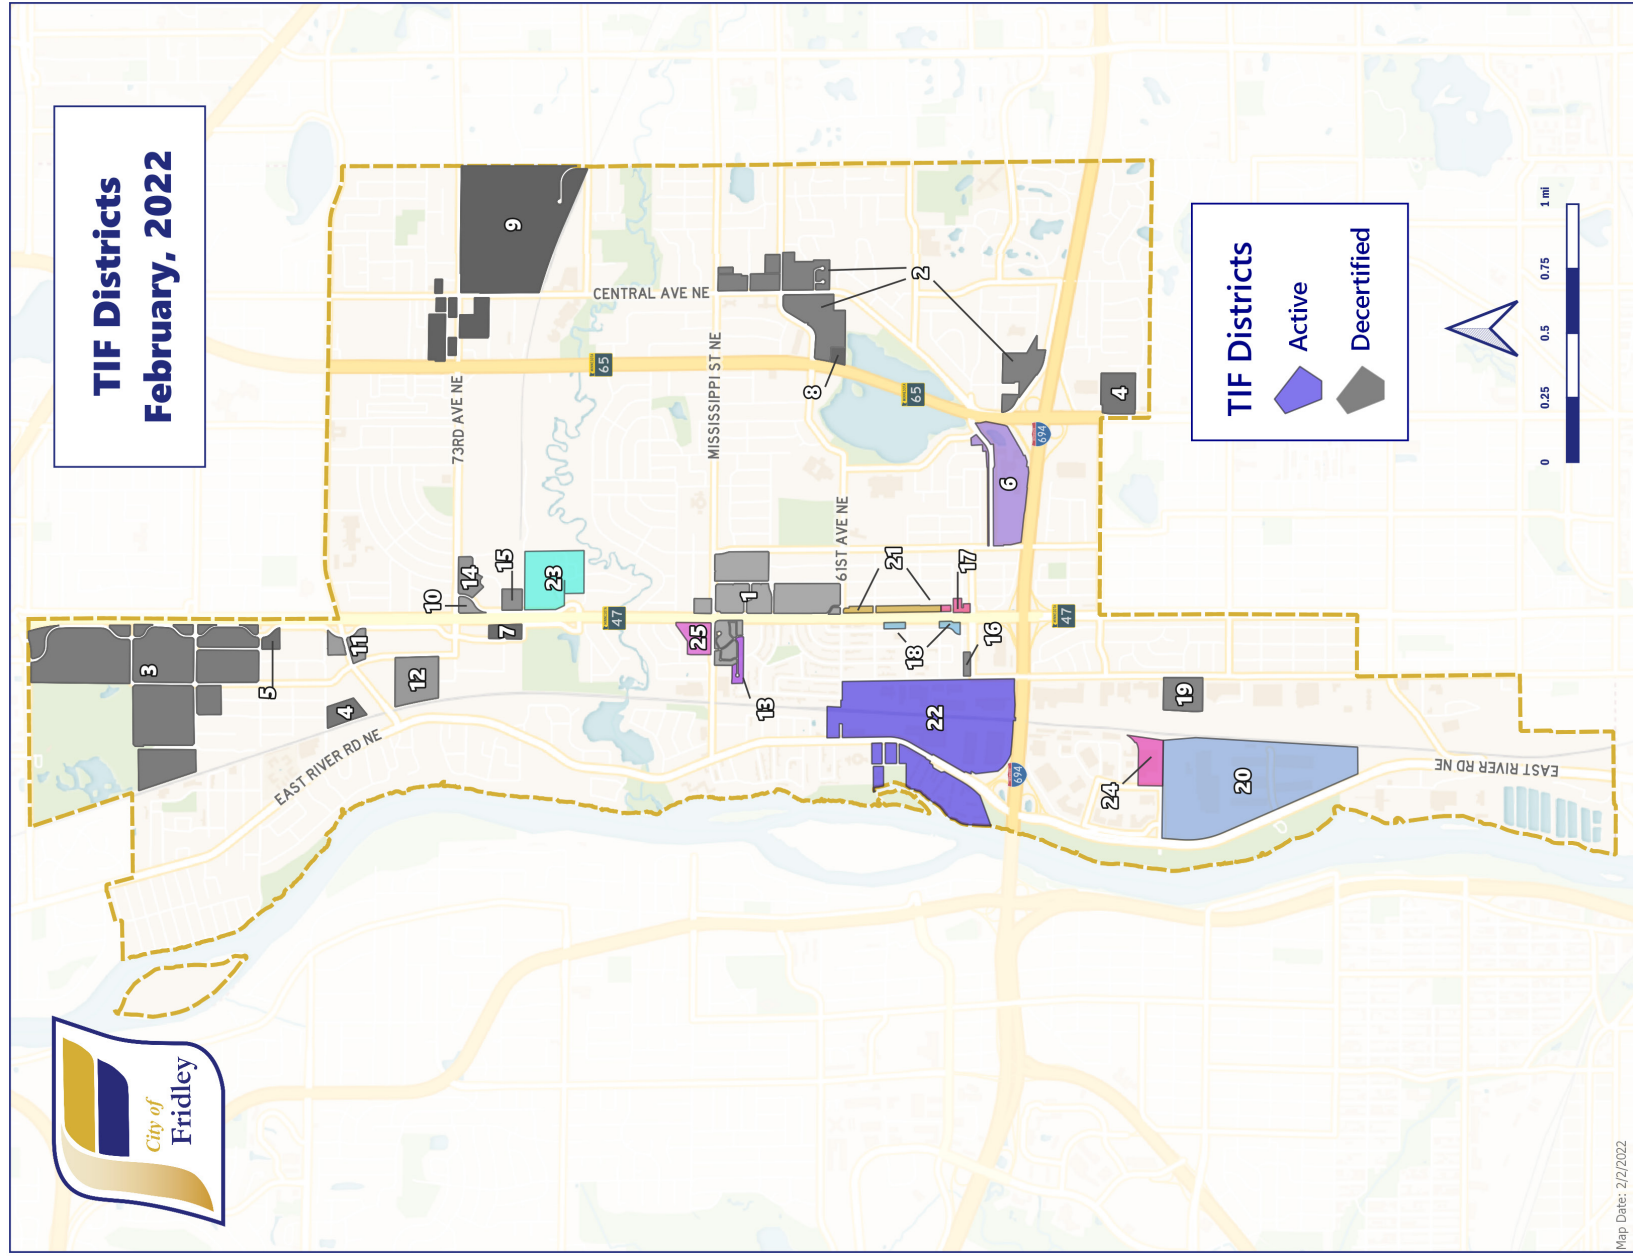 TIF Districts
February, 2022
City of
Fridley
3
5
4
11
12
10
14
15
7
23
9
73RD AVE NE
CENTRAL AVE NE
MISSISSIPPI ST NE
61ST AVE NE
EAST RIVER RD NE
65
47
25
1
13
2
8
65
21
17
18
16
6
22
694
694
47
4
24
19
20
EAST RIVER RD NE
TIF Districts
Active
Decertified
0
0.25
0.5
0.75
1 mi
Map Date: 2/2/2022